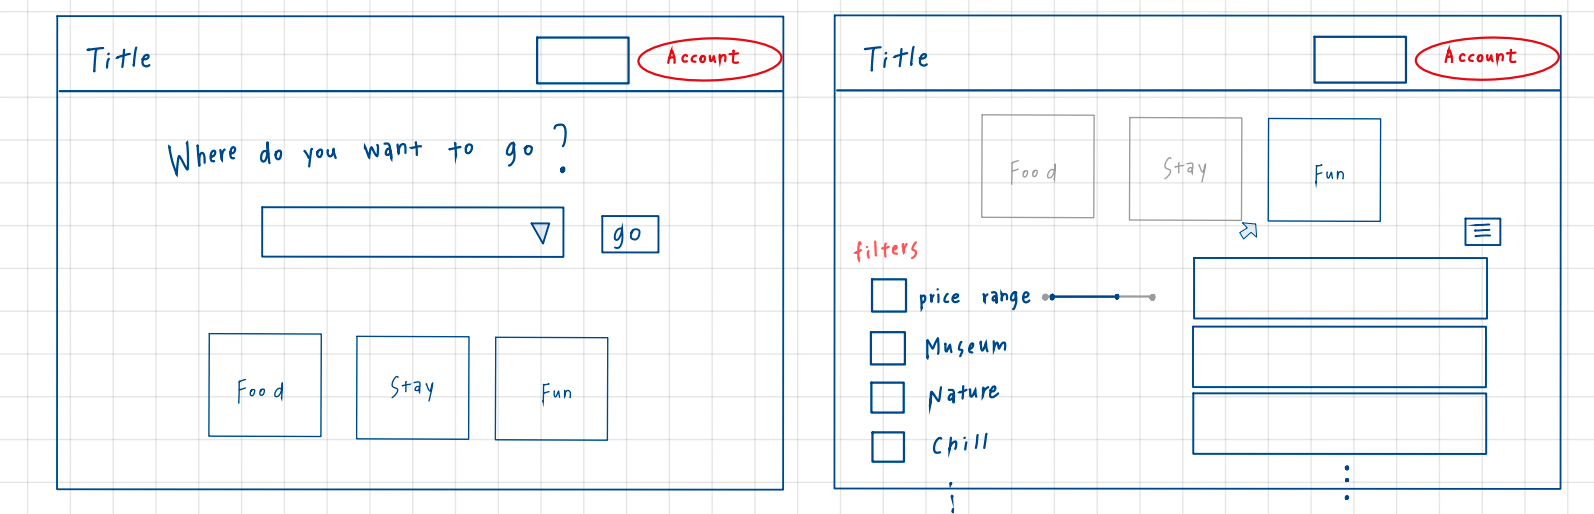 Title
Account
Where do you want to go?
go
Food
Stay
Fun
Title
Account
Food
Stay
Fun
filters
price range
Museum
Nature
Chill